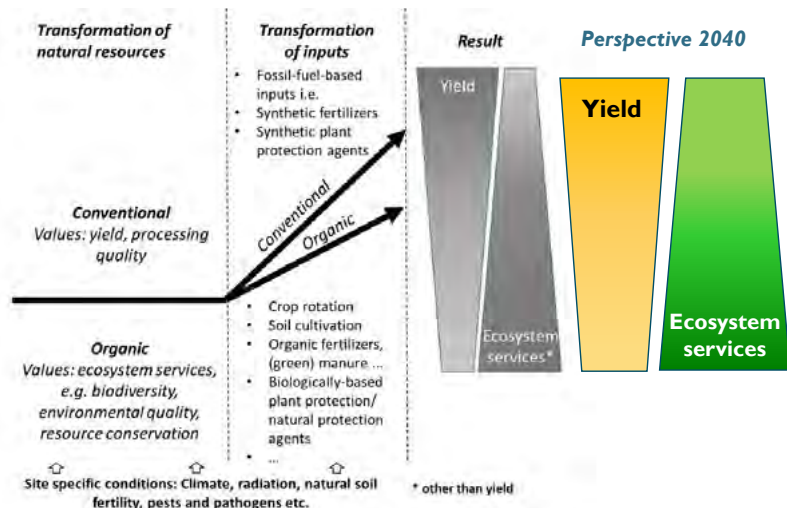 Transformation of
natural resources
Transformation
of inputs
Result
Perspective 2040
• Fossil-fuel-based
inputs i.e.
• Synthetic fertilizers
• Synthetic plant
protection agents
Yield
Yield
Conventional
Values: yield, processing
quality
Conventional
Organic
Organic
Values: ecosystem services,
e.g. biodiversity,
environmental quality,
resource conservation
• Crop rotation
• Soil cultivation
• Organic fertilizers,
(green) manure ...
• Biologically-based
plant protection/
natural protection
agents
• ...
Ecosystem
services*
Ecosystem
services
Site specific conditions: Climate, radiation, natural soil
fertility, pests and pathogens etc.
* other than yield